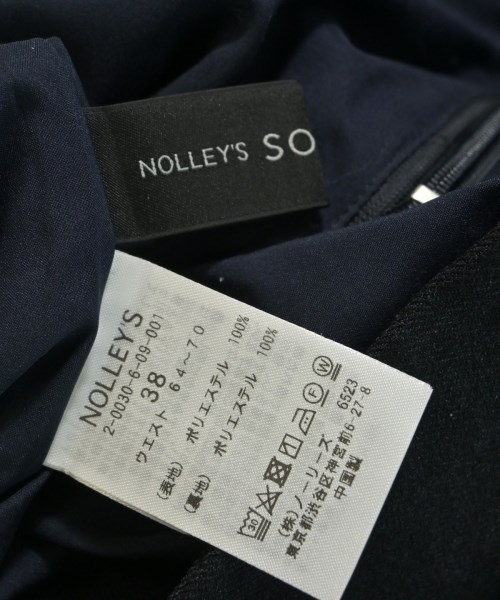 NOLLEY'S SO
NOLLEY'S
2-0030-6-09-001
38
ウエスト 64～70
(表地) ポリエステル 100%
(裏地) ポリエステル 100%
30 F W
(株)ノーリーズ 6523
東京都渋谷区神宮前6-27-8
中国製